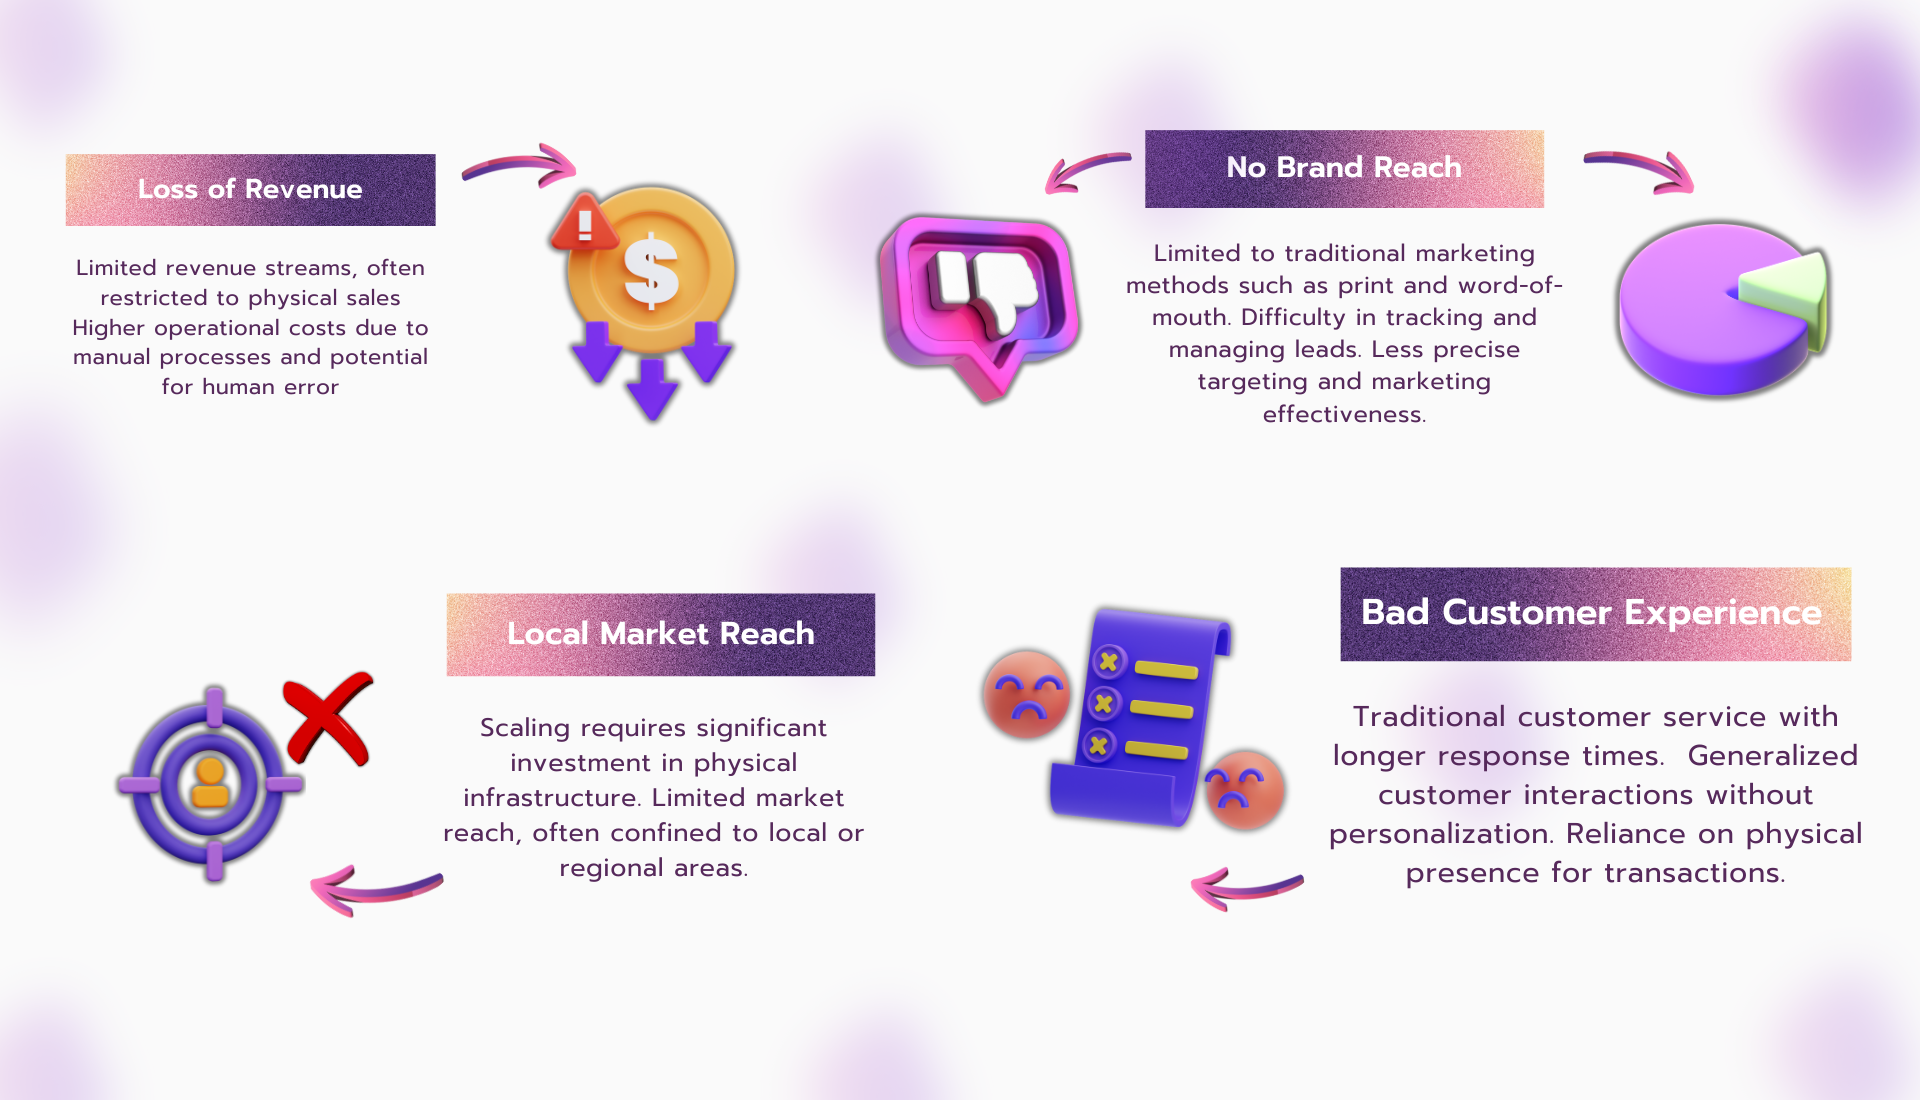 Loss of Revenue
Limited revenue streams, often
restricted to physical sales
Higher operational costs due to
manual processes and potential
for human error
$
No Brand Reach
Limited to traditional marketing
methods such as print and word-of-
mouth. Difficulty in tracking and
managing leads. Less precise
targeting and marketing
effectiveness.
Local Market Reach
Scaling requires significant
investment in physical
infrastructure. Limited market
reach, often confined to local or
regional areas.
Bad Customer Experience
Traditional customer service with
longer response times.  Generalized
customer interactions without
personalization. Reliance on physical
presence for transactions.